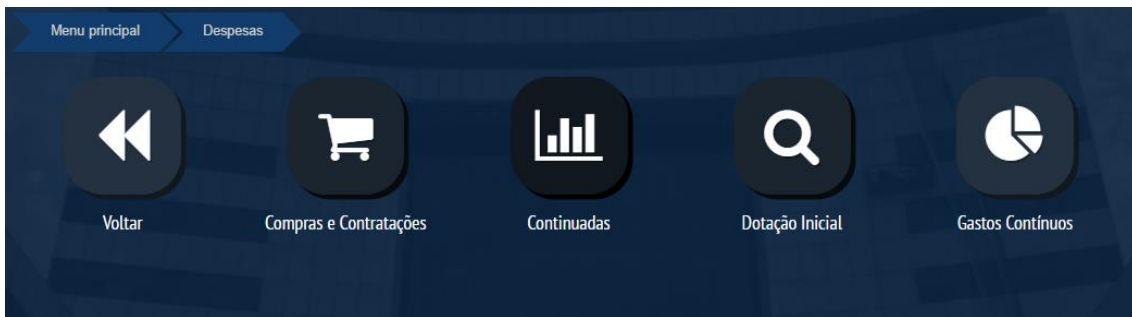 Menu principal
Despesas
Voltar
Compras e Contratações
Continuadas
Dotação Inicial
Gastos Contínuos